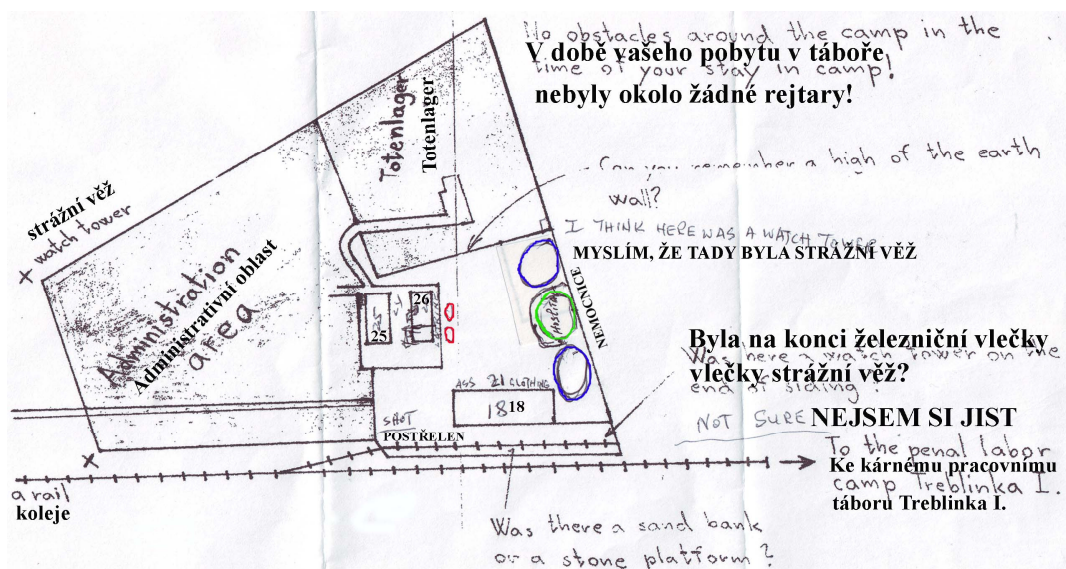 No obstacles around the camp in the
V době vašeho pobytu v táboře
time of your stay in camp!
nebyly okolo žádné rejtary!
Totenlager
Totenlager
Can you remember a high of the earth
wall?
strážní věž
watch tower
I THINK HERE WAS A WATCH TOWER
MYSLÍM, ŽE TADY BYLA STRÁŽNÍ VĚŽ
Administration
area
Administrativní oblast
26
25
HOSPITAL
NEMOCNICE
Byla na konci železniční vlečky
Was here a watch tower on the
vlečky strážní věž?
end of siding?
ASS 21 CLOTHING
18 18
SHOT
POSTŘELEN
NOT SURE NEJSEM SI JIST
To the penal labor
Ke kárnému pracovnímu
camp Treblinka I.
táboru Treblinka I.
a rail
koleje
Was there a sand bank
or a stone platform?